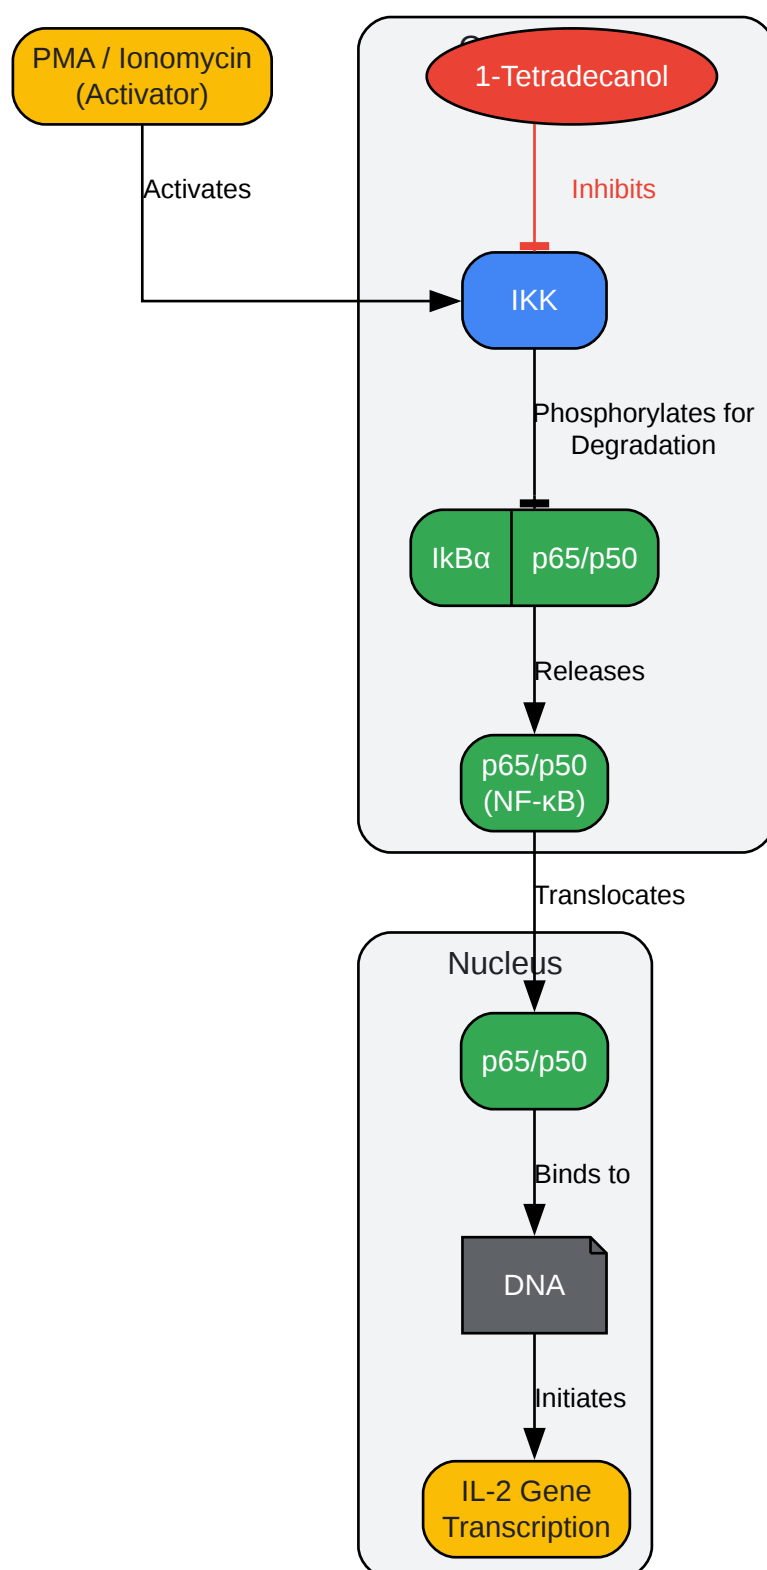 PMA / Ionomycin
(Activator)
1-Tetradecanol
Activates
Inhibits
IKK
Phosphorylates for
Degradation
IkBα
p65/p50
Releases
p65/p50
(NF-κB)
Translocates
Nucleus
p65/p50
Binds to
DNA
Initiates
IL-2 Gene
Transcription